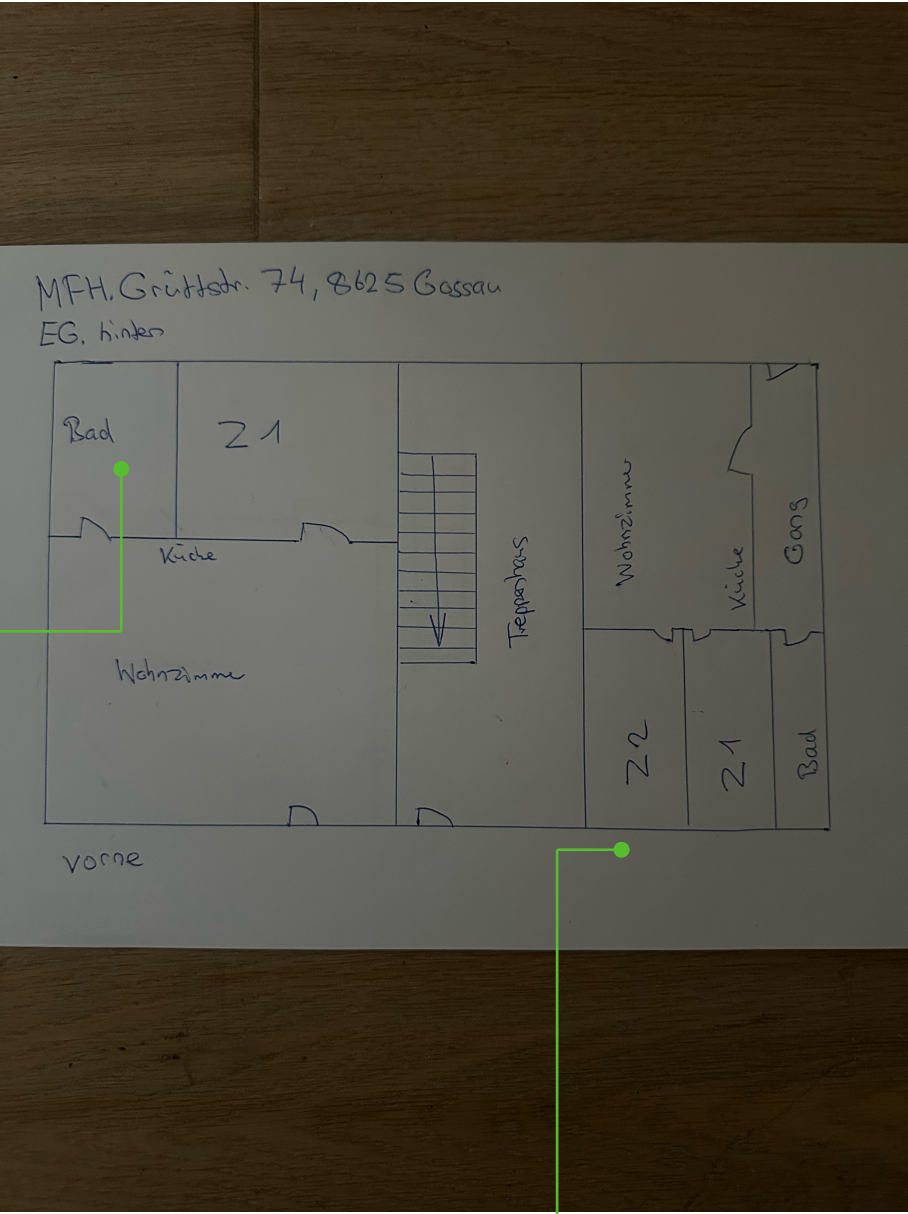 MFH. Grüttstr. 74, 8625 Gossau
EG. hinten
Bad
Z1
Küche
Wohnzimmer
Treppenhaus
Wohnzimmer
Küche
Gang
Z2
Z1
Bad
vorne